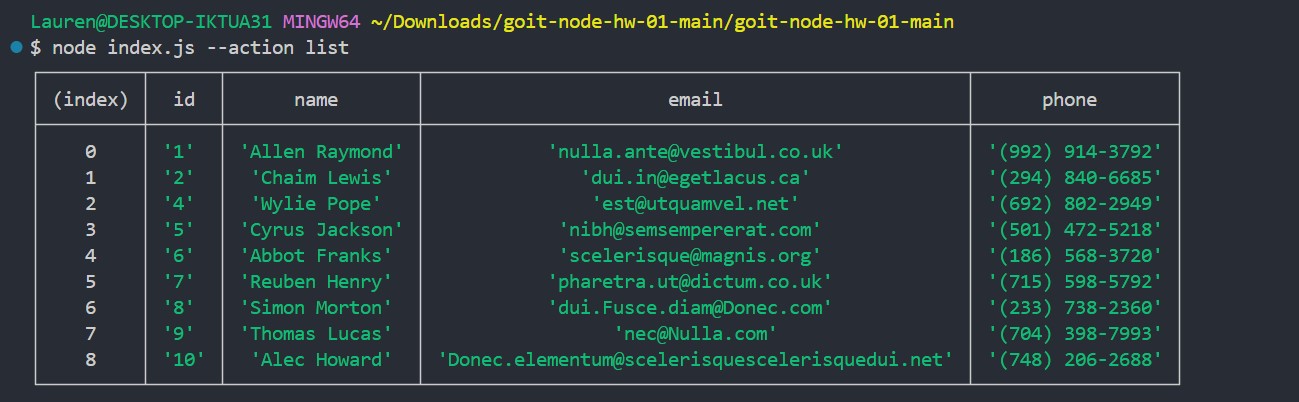 Lauren@DESKTOP-IKTUA31 MINGW64 ~/Downloads/goit-node-hw-01-main/goit-node-hw-01-main
$ node index.js --action list
(index) id name email phone
0 '1' 'Allen Raymond' 'nulla.ante@vestibul.co.uk' '(992) 914-3792'
1 '2' 'Chaim Lewis' 'dui.in@egetlacus.ca' '(294) 840-6685'
2 '4' 'Wylie Pope' 'est@utquamvel.net' '(692) 802-2949'
3 '5' 'Cyrus Jackson' 'nibh@semsempererat.com' '(501) 472-5218'
4 '6' 'Abbot Franks' 'scelerisque@magnis.org' '(186) 568-3720'
5 '7' 'Reuben Henry' 'pharetra.ut@dictum.co.uk' '(715) 598-5792'
6 '8' 'Simon Morton' 'dui.Fusce.diam@Donec.com' '(233) 738-2360'
7 '9' 'Thomas Lucas' 'nec@Nulla.com' '(704) 398-7993'
8 '10' 'Alec Howard' 'Donec.elementum@scelerisquescelerisquedui.net' '(748) 206-2688'